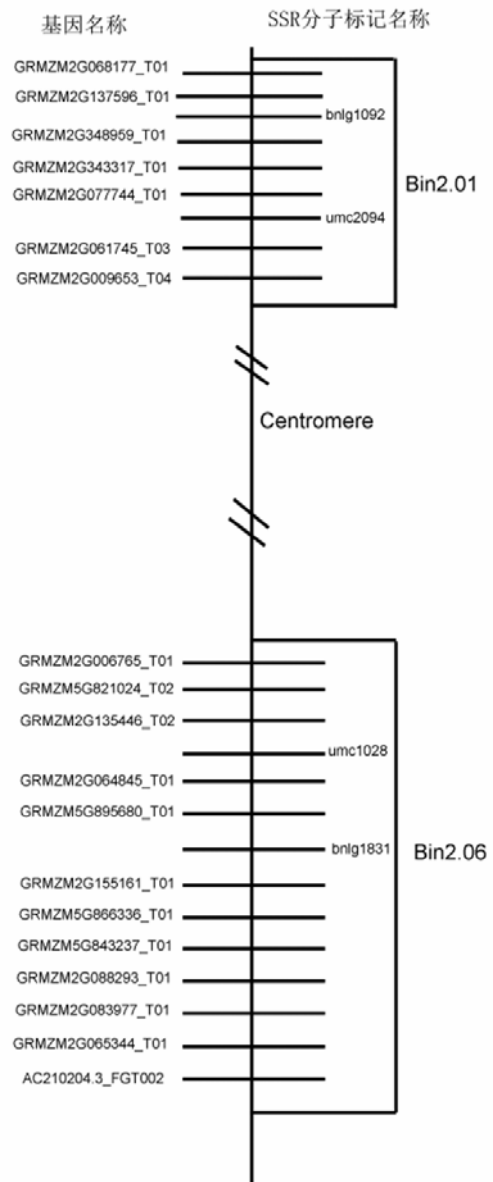 基因名称
SSR分子标记名称
GRMZM2G068177_T01
GRMZM2G137596_T01
bnlg1092
GRMZM2G348959_T01
GRMZM2G343317_T01
Bin2.01
GRMZM2G077744_T01
umc2094
GRMZM2G061745_T03
GRMZM2G009653_T04
Centromere
GRMZM2G006765_T01
GRMZM5G821024_T02
GRMZM2G135446_T02
umc1028
GRMZM2G064845_T01
GRMZM5G895680_T01
bnlg1831
Bin2.06
GRMZM2G155161_T01
GRMZM5G866336_T01
GRMZM5G843237_T01
GRMZM2G088293_T01
GRMZM2G083977_T01
GRMZM2G065344_T01
AC210204.3_FGT002